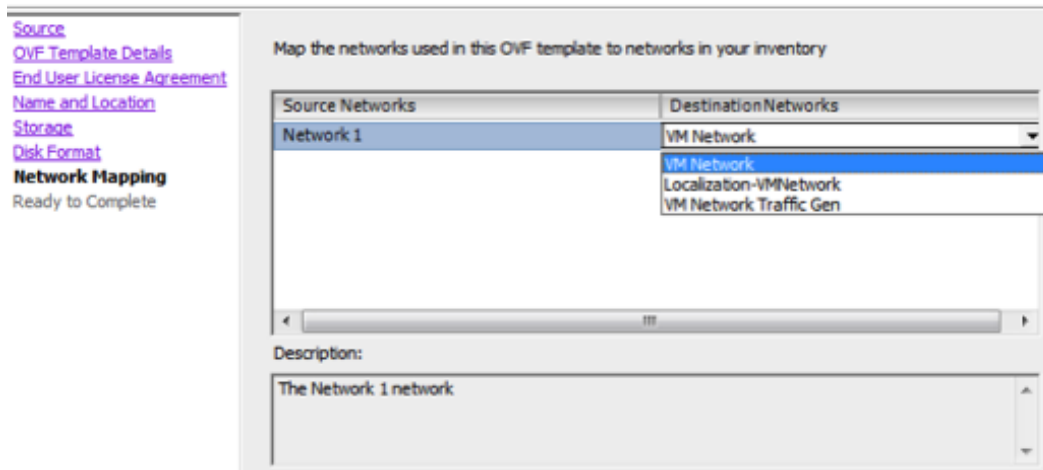 Source
OVF Template Details
End User License Agreement
Name and Location
Storage
Disk Format
Network Mapping
Ready to Complete
Map the networks used in this OVF template to networks in your inventory
Source Networks
Destination Networks
Network 1
VM Network
VM Network
Localization-VMNetwork
VM Network Traffic Gen
Description:
The Network 1 network